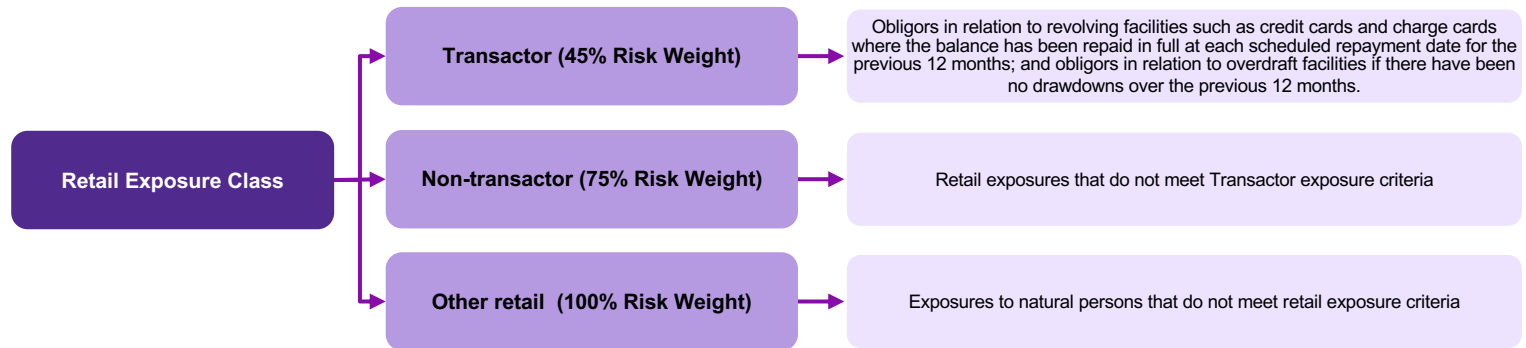 Obligors in relation to revolving facilities such as credit cards and charge cards
where the balance has been repaid in full at each scheduled repayment date for the
previous 12 months; and obligors in relation to overdraft facilities if there have been
no drawdowns over the previous 12 months.
Transactor (45% Risk Weight)
Retail Exposure Class
Non-transactor (75% Risk Weight)
Retail exposures that do not meet Transactor exposure criteria
Other retail (100% Risk Weight)
Exposures to natural persons that do not meet retail exposure criteria